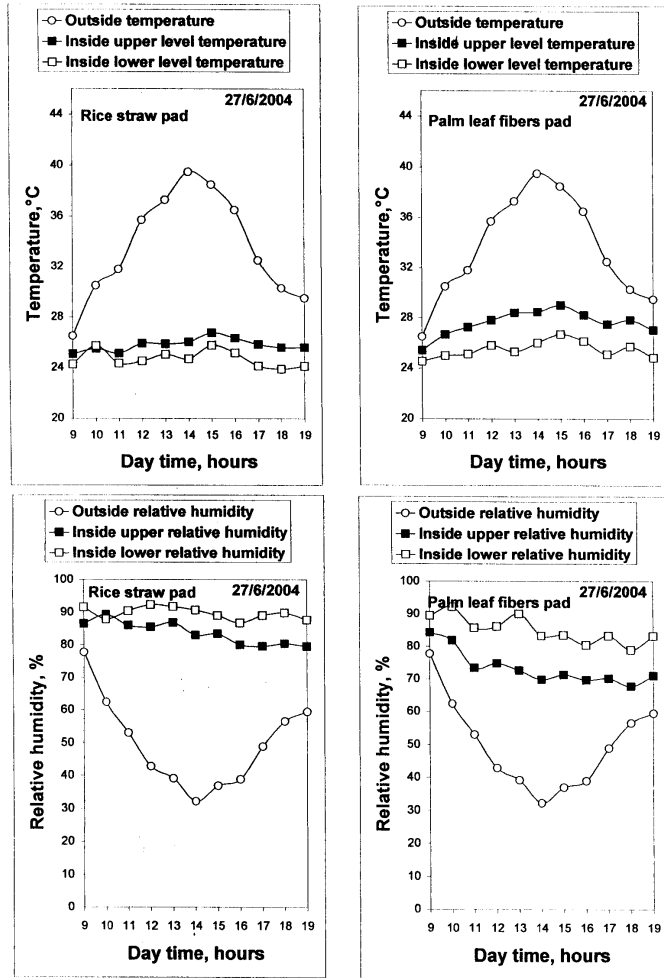 Outside temperature
Inside upper level temperature
Inside lower level temperature
27/6/2004
Rice straw pad
44
40
36
32
28
24
20
Temperature,°C
9 10 11 12 13 14 15 16 17 18 19
Day time, hours
Outside temperature
Inside upper level temperature
Inside lower level temperature
27/6/2004
Palm leaf fibers pad
44
40
36
32
28
24
20
Temperature,°C
9 10 11 12 13 14 15 16 17 18 19
Day time, hours
Outside relative humidity
Inside upper relative humidity
Inside lower relative humidity
Rice straw pad 27/6/2004
100
90
80
70
60
50
40
30
20
10
0
Relative humidity, %
9 10 11 12 13 14 15 16 17 18 19
Day time, hours
Outside relative humidity
Inside upper relative humidity
Inside lower relative humidity
27/6/2004
Palm leaf fibers pad
100
90
80
70
60
50
40
30
20
10
0
Relative humidity, %
9 10 11 12 13 14 15 16 17 18 19
Day time, hours